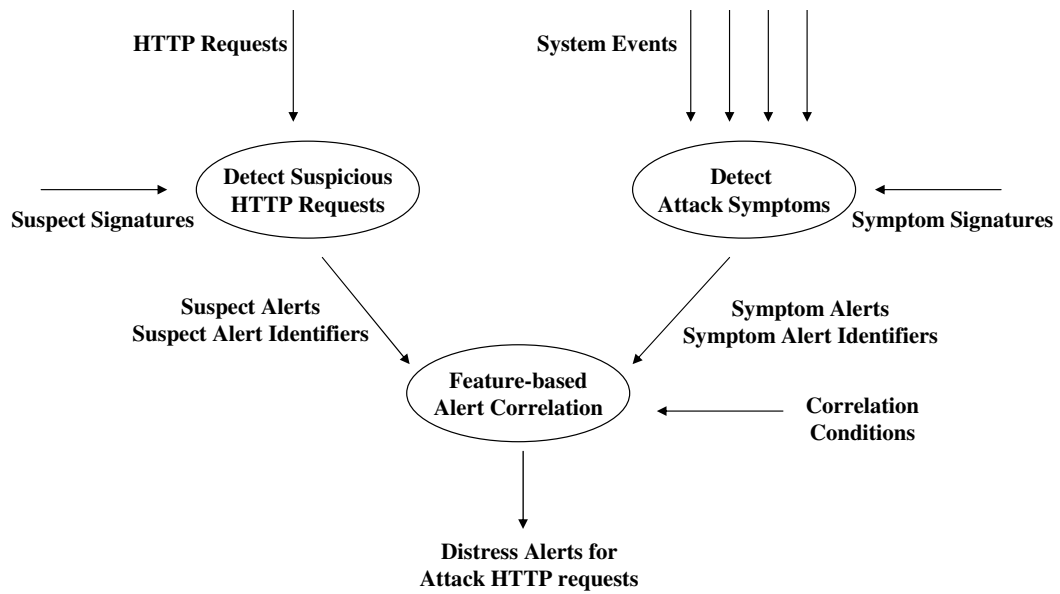 HTTP Requests
System Events
Detect Suspicious
HTTP Requests
Detect
Attack Symptoms
Suspect Signatures
Symptom Signatures
Suspect Alerts
Suspect Alert Identifiers
Symptom Alerts
Symptom Alert Identifiers
Feature-based
Alert Correlation
Correlation
Conditions
Distress Alerts for
Attack HTTP requests